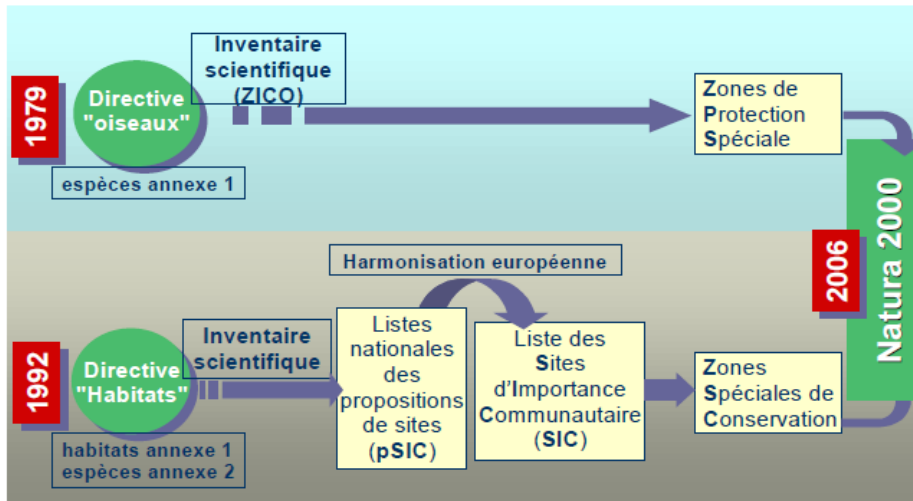 1979
Directive
"oiseaux"
espèces annexe 1
Inventaire
scientifique
(ZICO)
Zones de
Protection
Spéciale
1992
Directive
"Habitats"
habitats annexe 1
espèces annexe 2
Inventaire
scientifique
Listes
nationales
des
propositions
de sites
(pSIC)
Harmonisation européenne
Liste des
Sites
d'Importance
Communautaire
(SIC)
Zones
Spéciales de
Conservation
2006
Natura 2000